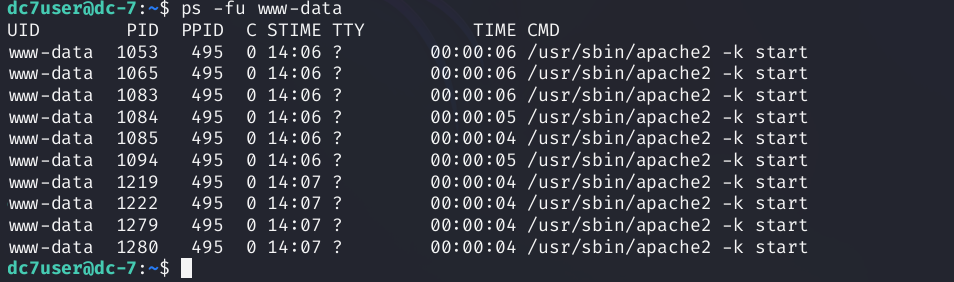 dc7user@dc-7:~$ ps -fu www-data
UID        PID  PPID  C STIME TTY          TIME CMD
www-data  1053   495  0 14:06 ?        00:00:06 /usr/sbin/apache2 -k start
www-data  1065   495  0 14:06 ?        00:00:06 /usr/sbin/apache2 -k start
www-data  1083   495  0 14:06 ?        00:00:06 /usr/sbin/apache2 -k start
www-data  1084   495  0 14:06 ?        00:00:05 /usr/sbin/apache2 -k start
www-data  1085   495  0 14:06 ?        00:00:04 /usr/sbin/apache2 -k start
www-data  1094   495  0 14:06 ?        00:00:05 /usr/sbin/apache2 -k start
www-data  1219   495  0 14:07 ?        00:00:04 /usr/sbin/apache2 -k start
www-data  1222   495  0 14:07 ?        00:00:04 /usr/sbin/apache2 -k start
www-data  1279   495  0 14:07 ?        00:00:04 /usr/sbin/apache2 -k start
www-data  1280   495  0 14:07 ?        00:00:04 /usr/sbin/apache2 -k start
dc7user@dc-7:~$